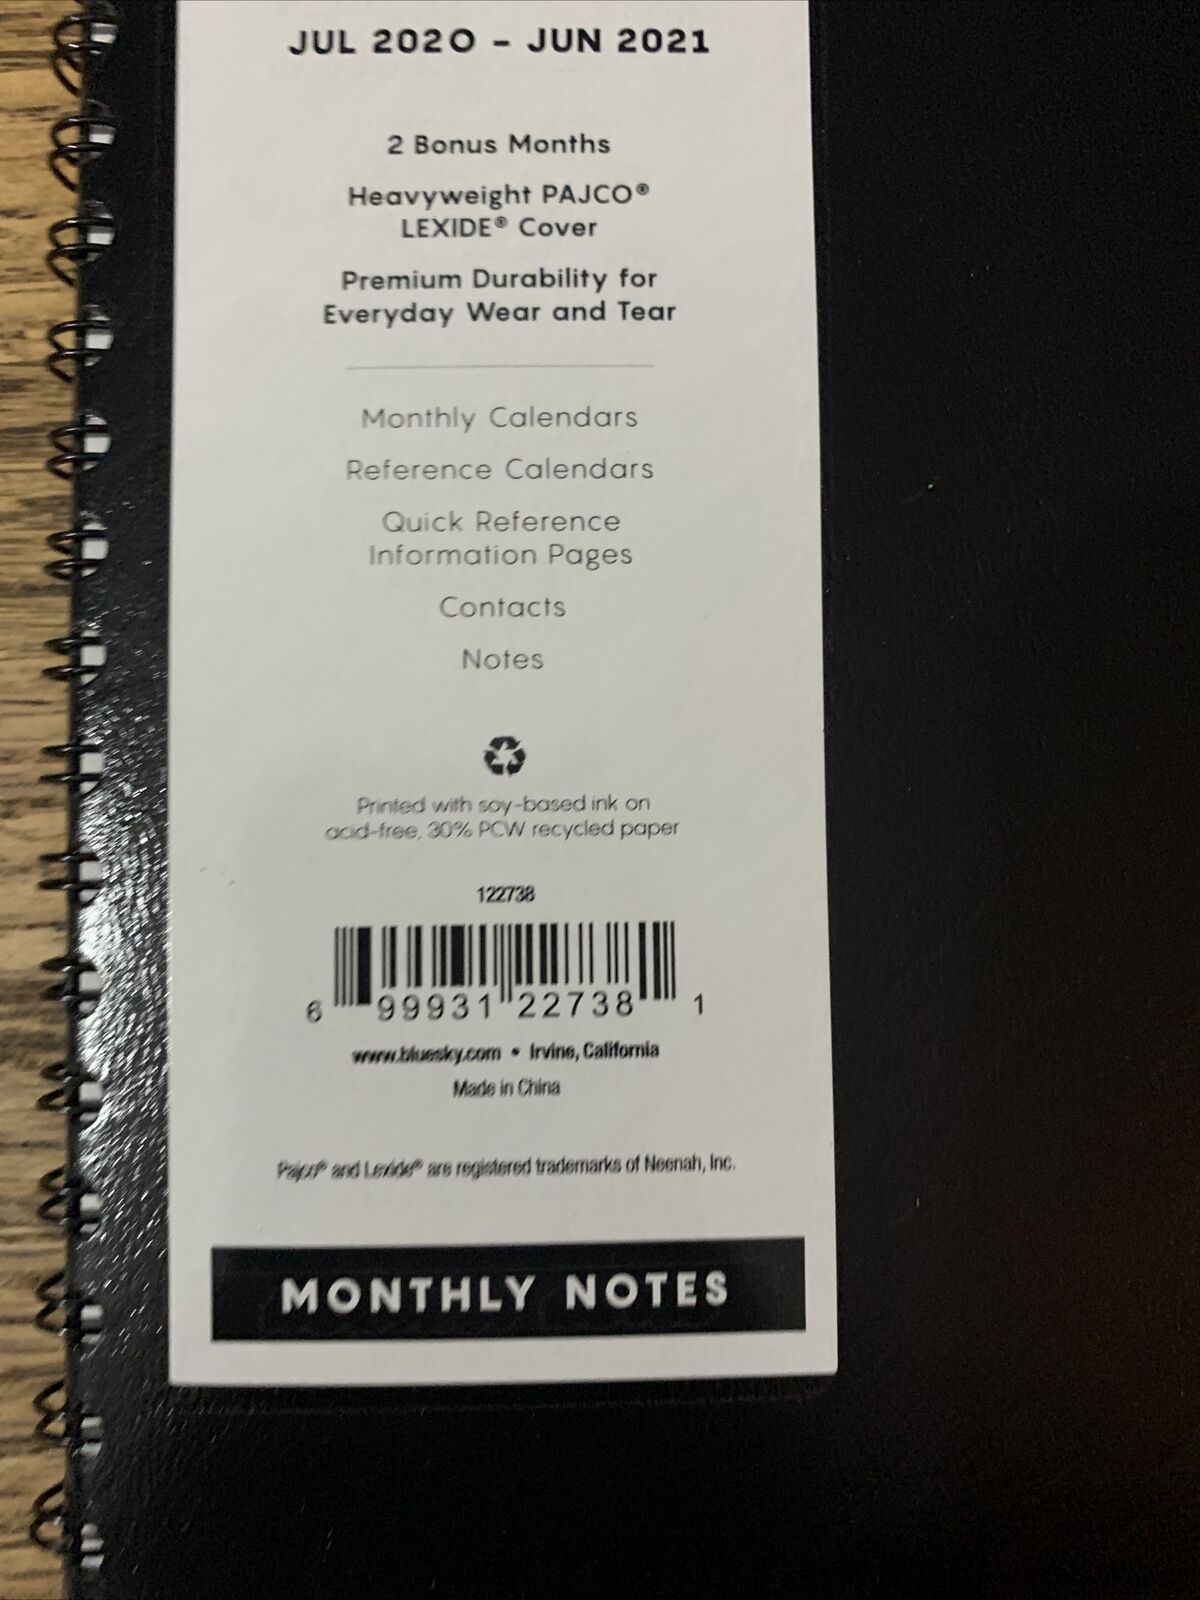 JUL 2020 - JUN 2021
2 Bonus Months
Heavyweight PAJCO®
LEXIDE® Cover
Premium Durability for
Everyday Wear and Tear
Monthly Calendars
Reference Calendars
Quick Reference
Information Pages
Contacts
Notes
Printed with soy-based ink on
acid-free, 30% PCW recycled paper
122738
6 99931 22738 1
www.bluesky.com • Irvine, California
Made in China
Pajco® and Lexide® are registered trademarks of Neenah, Inc.
MONTHLY NOTES